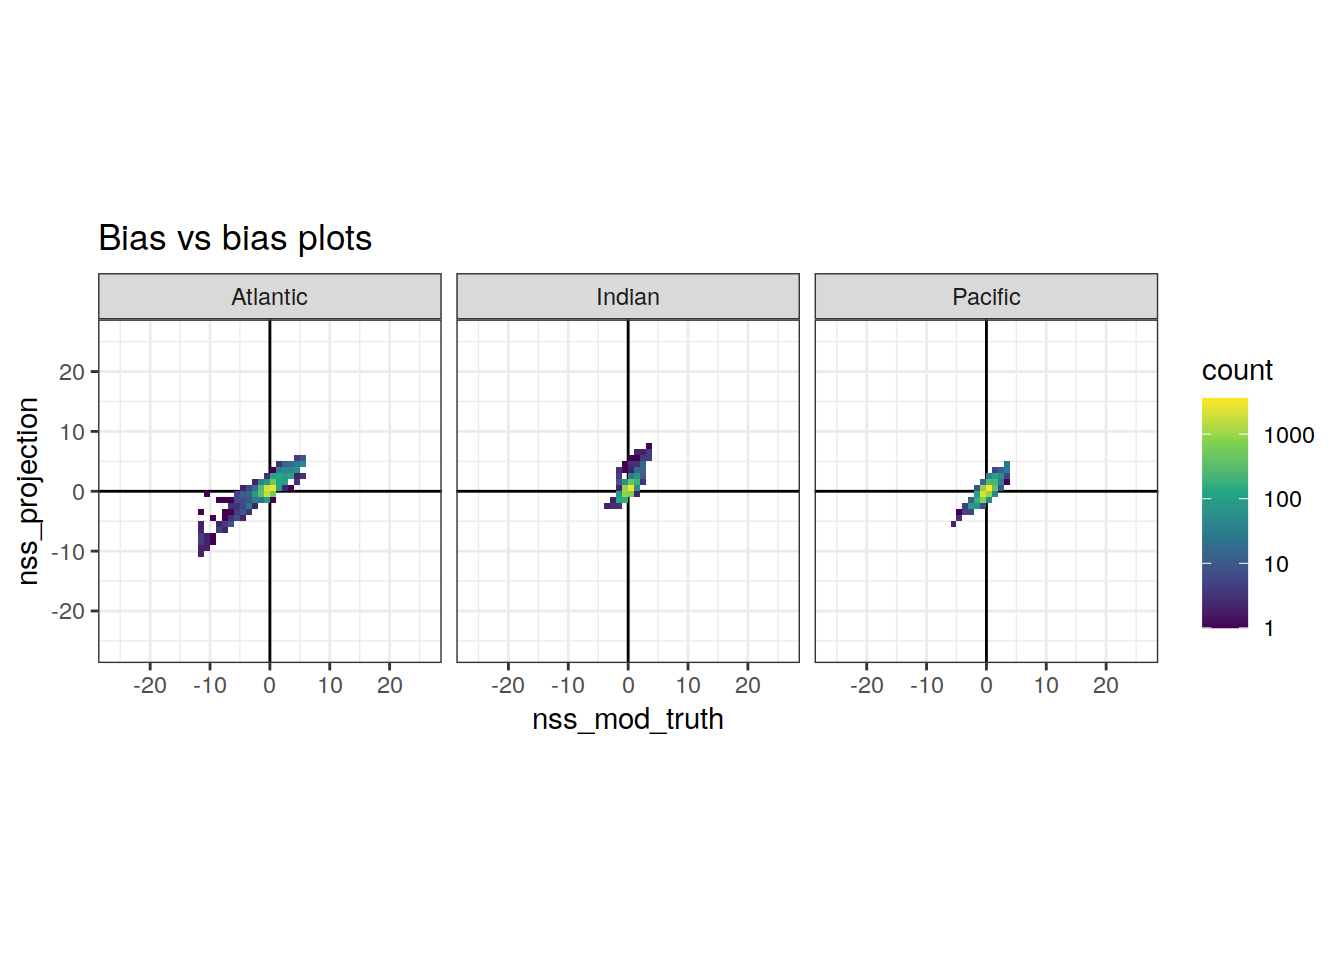 Bias vs bias plots
Atlantic Indian Pacific
count
20
10
0
-10
-20
nss_projection
1000
100
10
1
-20 -10 0 10 20 -20 -10 0 10 20 -20 -10 0 10 20
nss_mod_truth